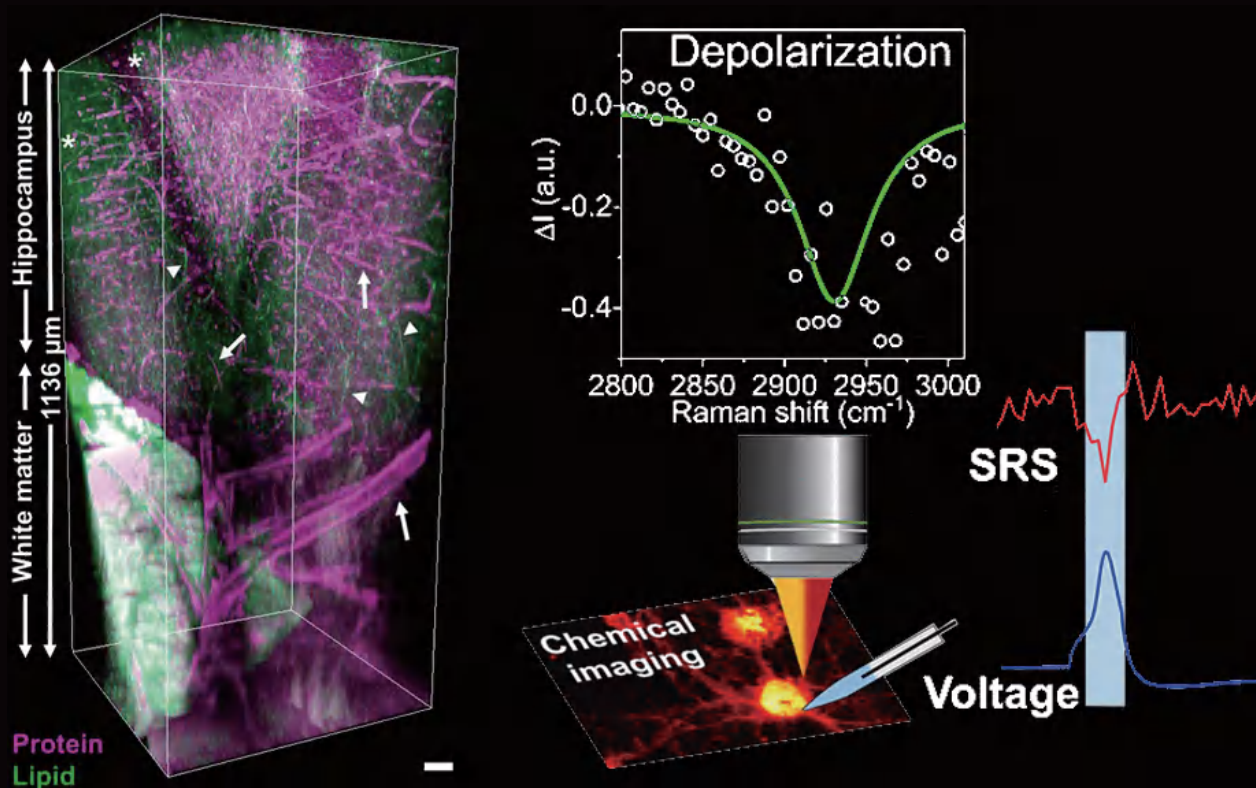 Hippocampus
White matter
1136 μm
*
*
Protein
Lipid
Depolarization
ΔI (a.u.)
0.0
-0.2
-0.4
2800 2850 2900 2950 3000
Raman shift (cm⁻¹)
Chemical
imaging
SRS
Voltage